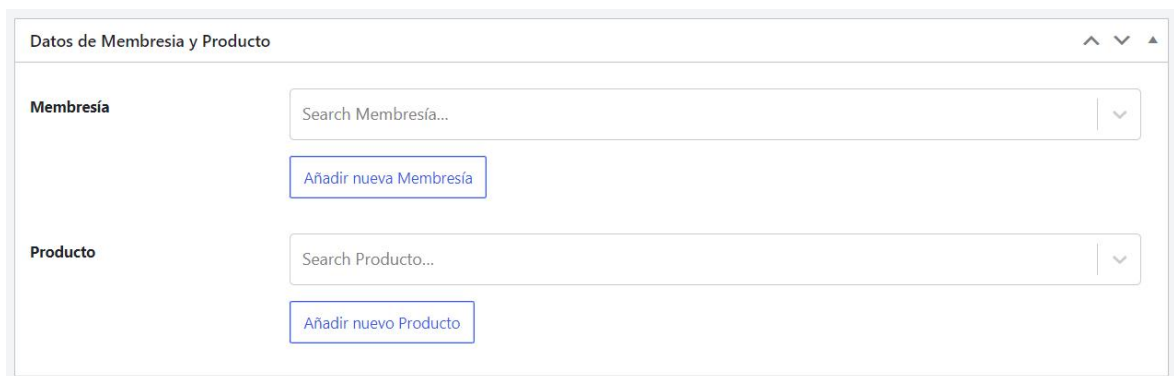 Datos de Membresia y Producto
Membresía
Search Membresía...
Añadir nueva Membresía
Producto
Search Producto...
Añadir nuevo Producto